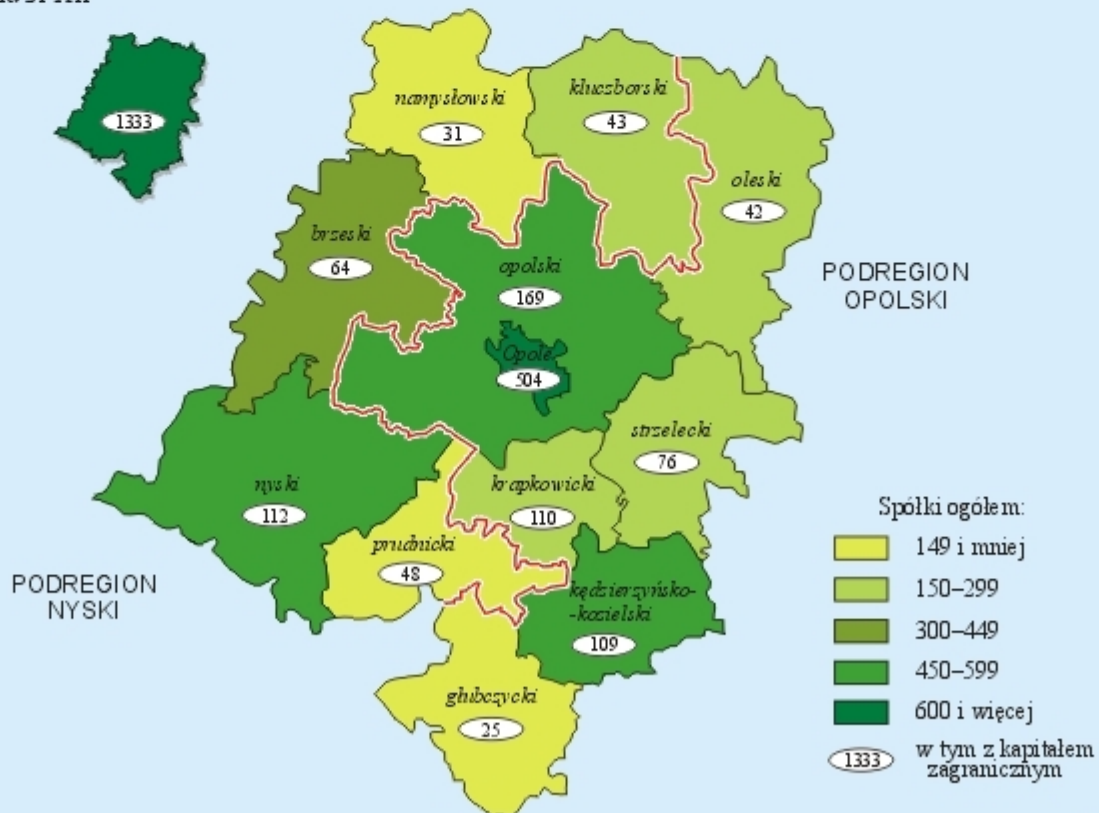 1333
namysłowski
31
kluczborski
43
oleski
42
brzeski
64
opolski
169
PODREGION
OPOLSKI
Opole
504
strzelecki
76
nyski
112
krapkowicki
110
prudnicki
48
PODREGION
NYSKI
kędzierzyńsko-
-kozielski
109
głubczycki
25
Spółki ogółem:
149 i mniej
150–299
300–449
450–599
600 i więcej
1333 w tym z kapitałem
zagranicznym